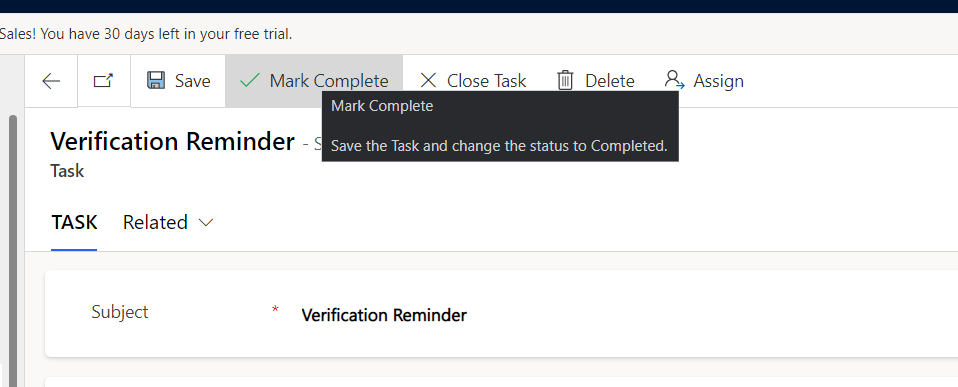 Sales! You have 30 days left in your free trial.
Save Mark Complete Close Task Delete Assign
Mark Complete
Save the Task and change the status to Completed.
Verification Reminder - S
Task
TASK Related
Subject * Verification Reminder